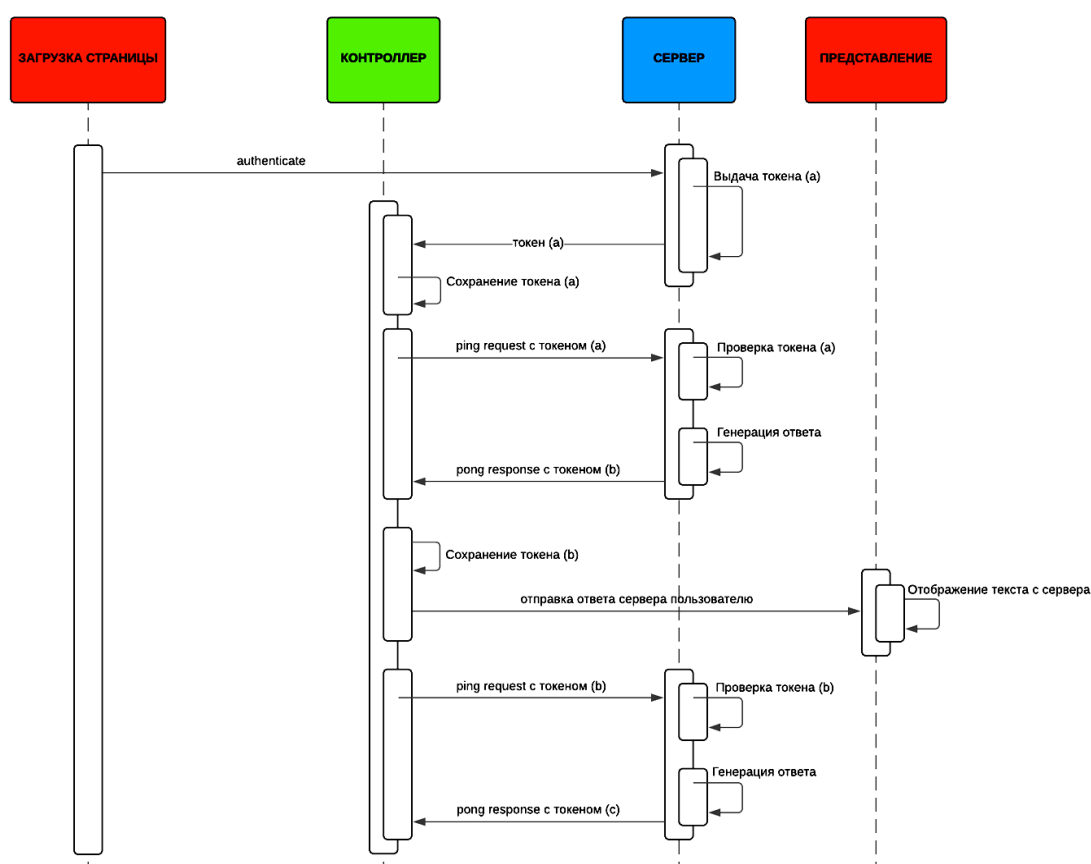 ЗАГРУЗКА СТРАНИЦЫ
КОНТРОЛЛЕР
СЕРВЕР
ПРЕДСТАВЛЕНИЕ
authenticate
Выдача токена (a)
токен (a)
Сохранение токена (a)
ping request с токеном (a)
Проверка токена (a)
Генерация ответа
pong response с токеном (b)
Сохранение токена (b)
отправка ответа сервера пользователю
Отображение текста с сервера
ping request с токеном (b)
Проверка токена (b)
Генерация ответа
pong response с токеном (c)